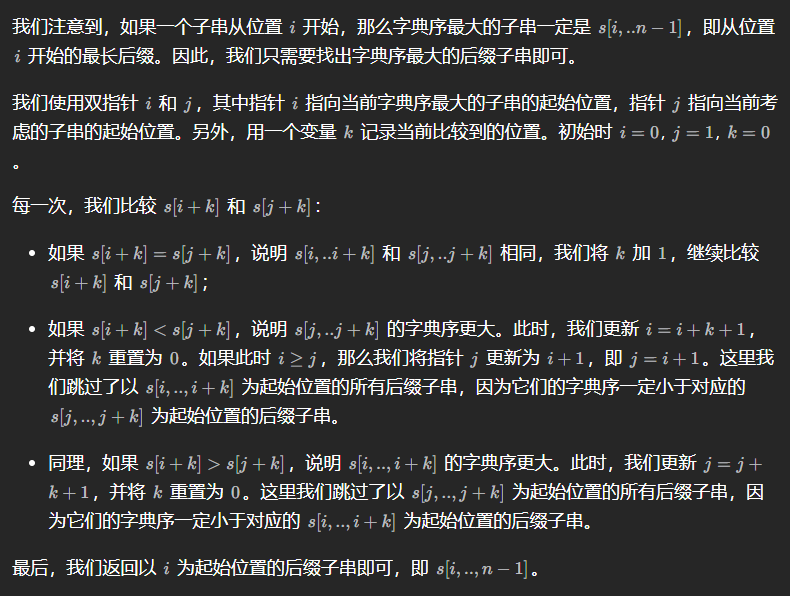 我们注意到，如果一个子串从位置 i 开始，那么字典序最大的子串一定是 s[i,..n − 1]，即从位置
i 开始的最长后缀。因此，我们只需要找出字典序最大的后缀子串即可。
我们使用双指针 i 和 j，其中指针 i 指向当前字典序最大的子串的起始位置，指针 j 指向当前考
虑的子串的起始位置。另外，用一个变量 k 记录当前比较到的位置。初始时 i = 0, j = 1, k = 0
。
每一次，我们比较 s[i + k] 和 s[j + k]：
• 如果 s[i + k] = s[j + k]，说明 s[i,..i + k] 和 s[j,..j + k] 相同，我们将 k 加 1，继续比较
s[i + k] 和 s[j + k]；
• 如果 s[i + k] < s[j + k]，说明 s[j,..j + k] 的字典序更大。此时，我们更新 i = i + k + 1，
并将 k 重置为 0。如果此时 i ≥ j，那么我们将指针 j 更新为 i + 1，即 j = i + 1。这里我
们跳过了以 s[i,..,i + k] 为起始位置的所有后缀子串，因为它们的字典序一定小于对应的
s[j,..,j + k] 为起始位置的后缀子串。
• 同理，如果 s[i + k] > s[j + k]，说明 s[i,..,i + k] 的字典序更大。此时，我们更新 j = j +
k + 1，并将 k 重置为 0。这里我们跳过了以 s[j,..,j + k] 为起始位置的所有后缀子串，因
为它们的字典序一定小于对应的 s[i,..,i + k] 为起始位置的后缀子串。
最后，我们返回以 i 为起始位置的后缀子串即可，即 s[i,..,n − 1]。